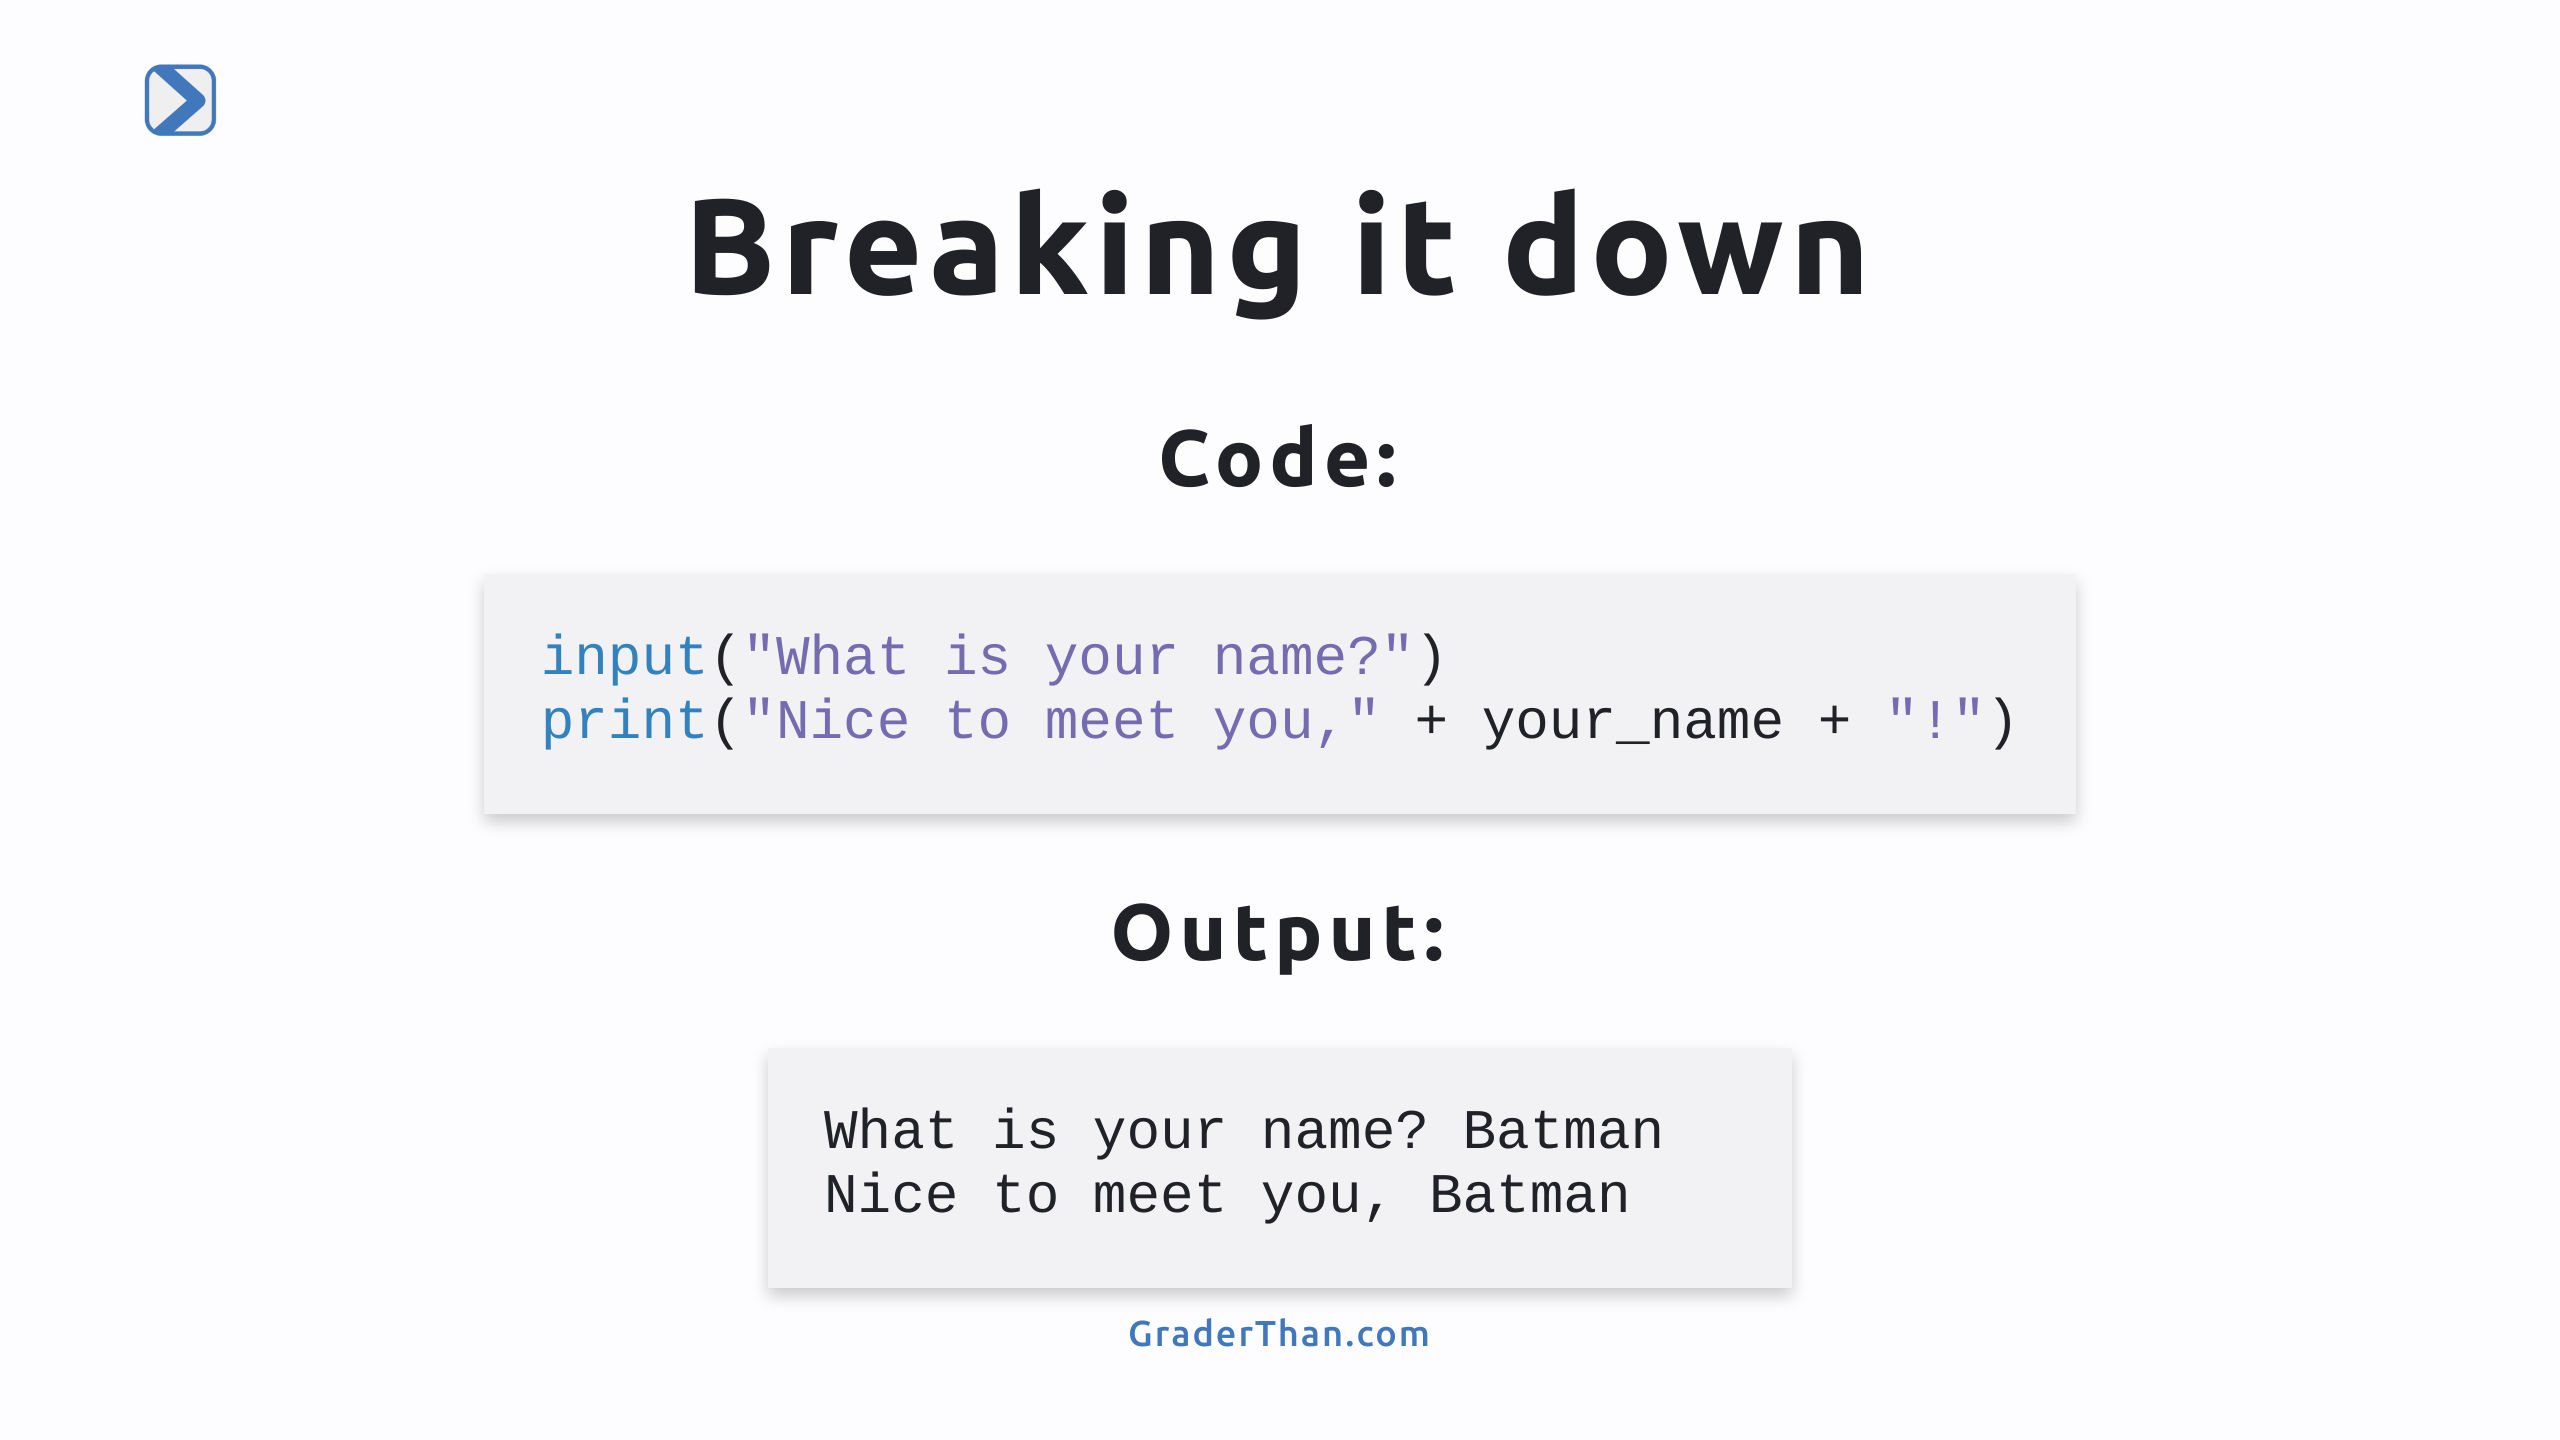 Breaking it down
Code:
input("What is your name?")
print("Nice to meet you," + your_name + "!")
Output:
What is your name? Batman
Nice to meet you, Batman
GraderThan.com